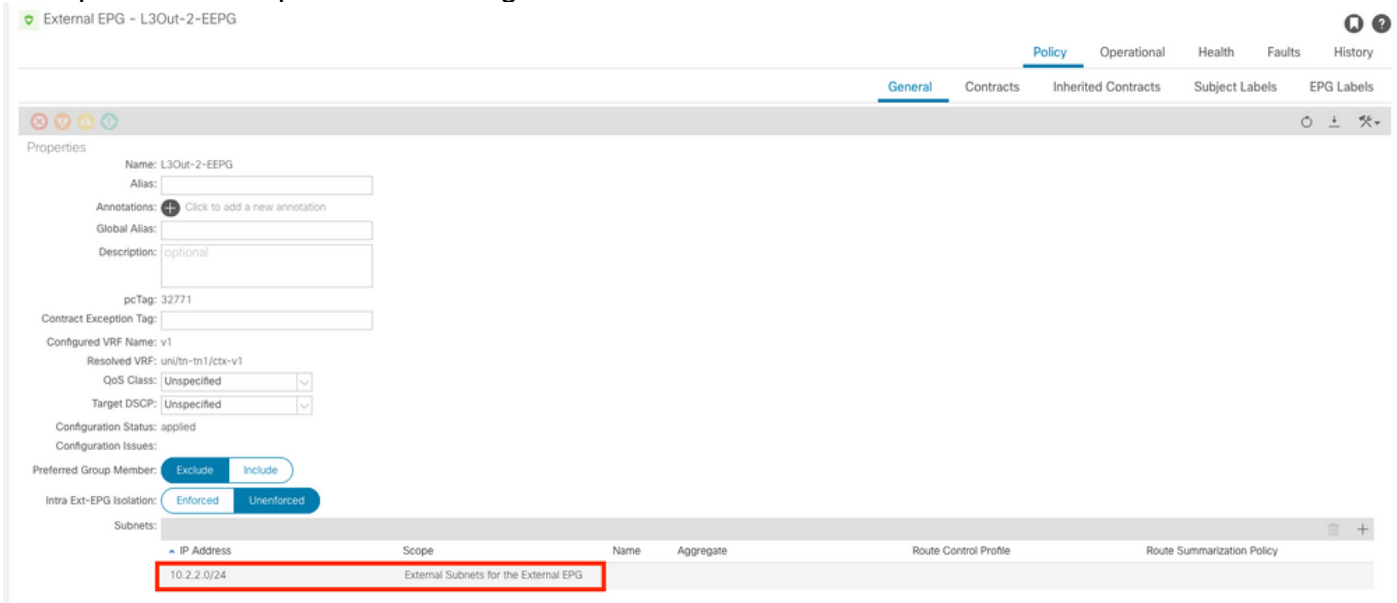 External EPG - L3Out-2-EEPG
Policy Operational Health Faults History
General Contracts Inherited Contracts Subject Labels EPG Labels
Properties
Name: L3Out-2-EEPG
Alias:
Annotations: Click to add a new annotation
Global Alias:
Description: optional
pcTag: 32771
Contract Exception Tag:
Configured VRF Name: v1
Resolved VRF: uni/tn-tn1/ctx-v1
QoS Class: Unspecified
Target DSCP: Unspecified
Configuration Status: applied
Configuration Issues:
Preferred Group Member: Exclude Include
Intra Ext-EPG Isolation: Enforced Unenforced
Subnets:
IP Address Scope Name Aggregate Route Control Profile Route Summarization Policy
10.2.2.0/24 External Subnets for the External EPG